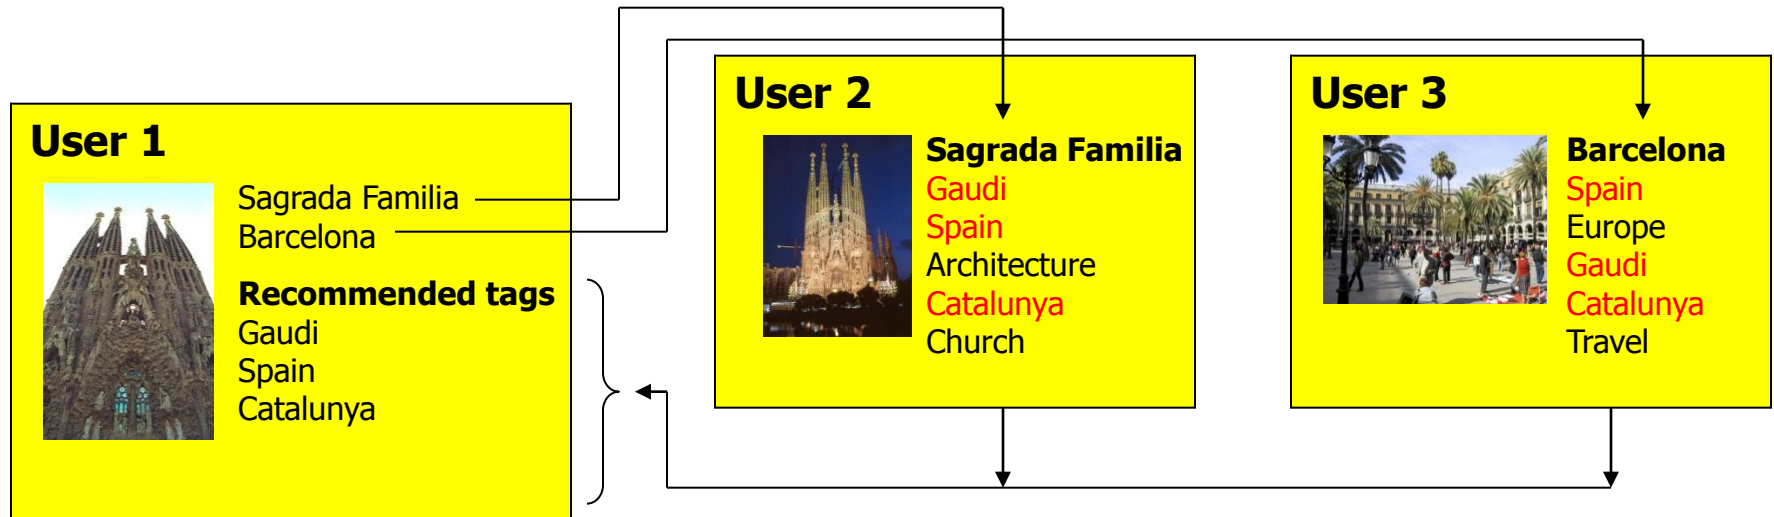 User 1
Sagrada Familia
Barcelona
Recommended tags
Gaudi
Spain
Catalunya
User 2
Sagrada Familia
Gaudi
Spain
Architecture
Catalunya
Church
User 3
Barcelona
Spain
Europe
Gaudi
Catalunya
Travel